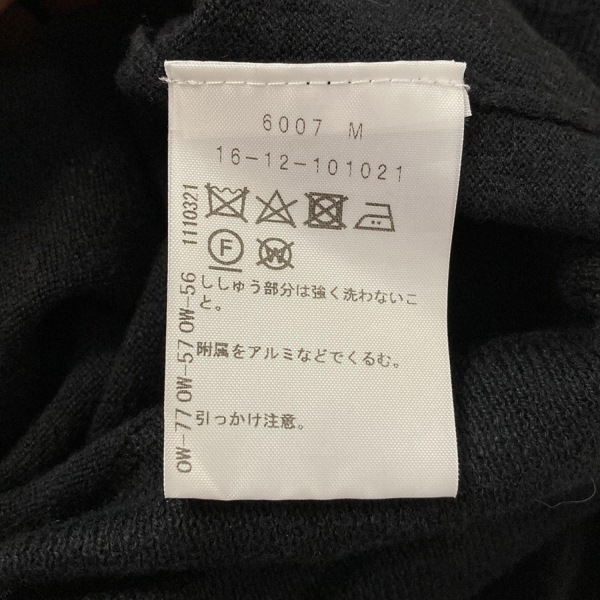 6007 M
16-12-101021
F
W
ししゅう部分は強く洗わないこ
と。
附属をアルミなどでくるむ。
引っかけ注意。
OW-77 OW-57 OW-56 1110321